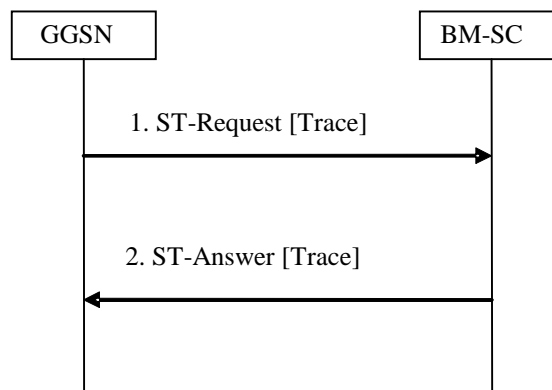 GGSN
BM-SC
1. ST-Request [Trace]
2. ST-Answer [Trace]